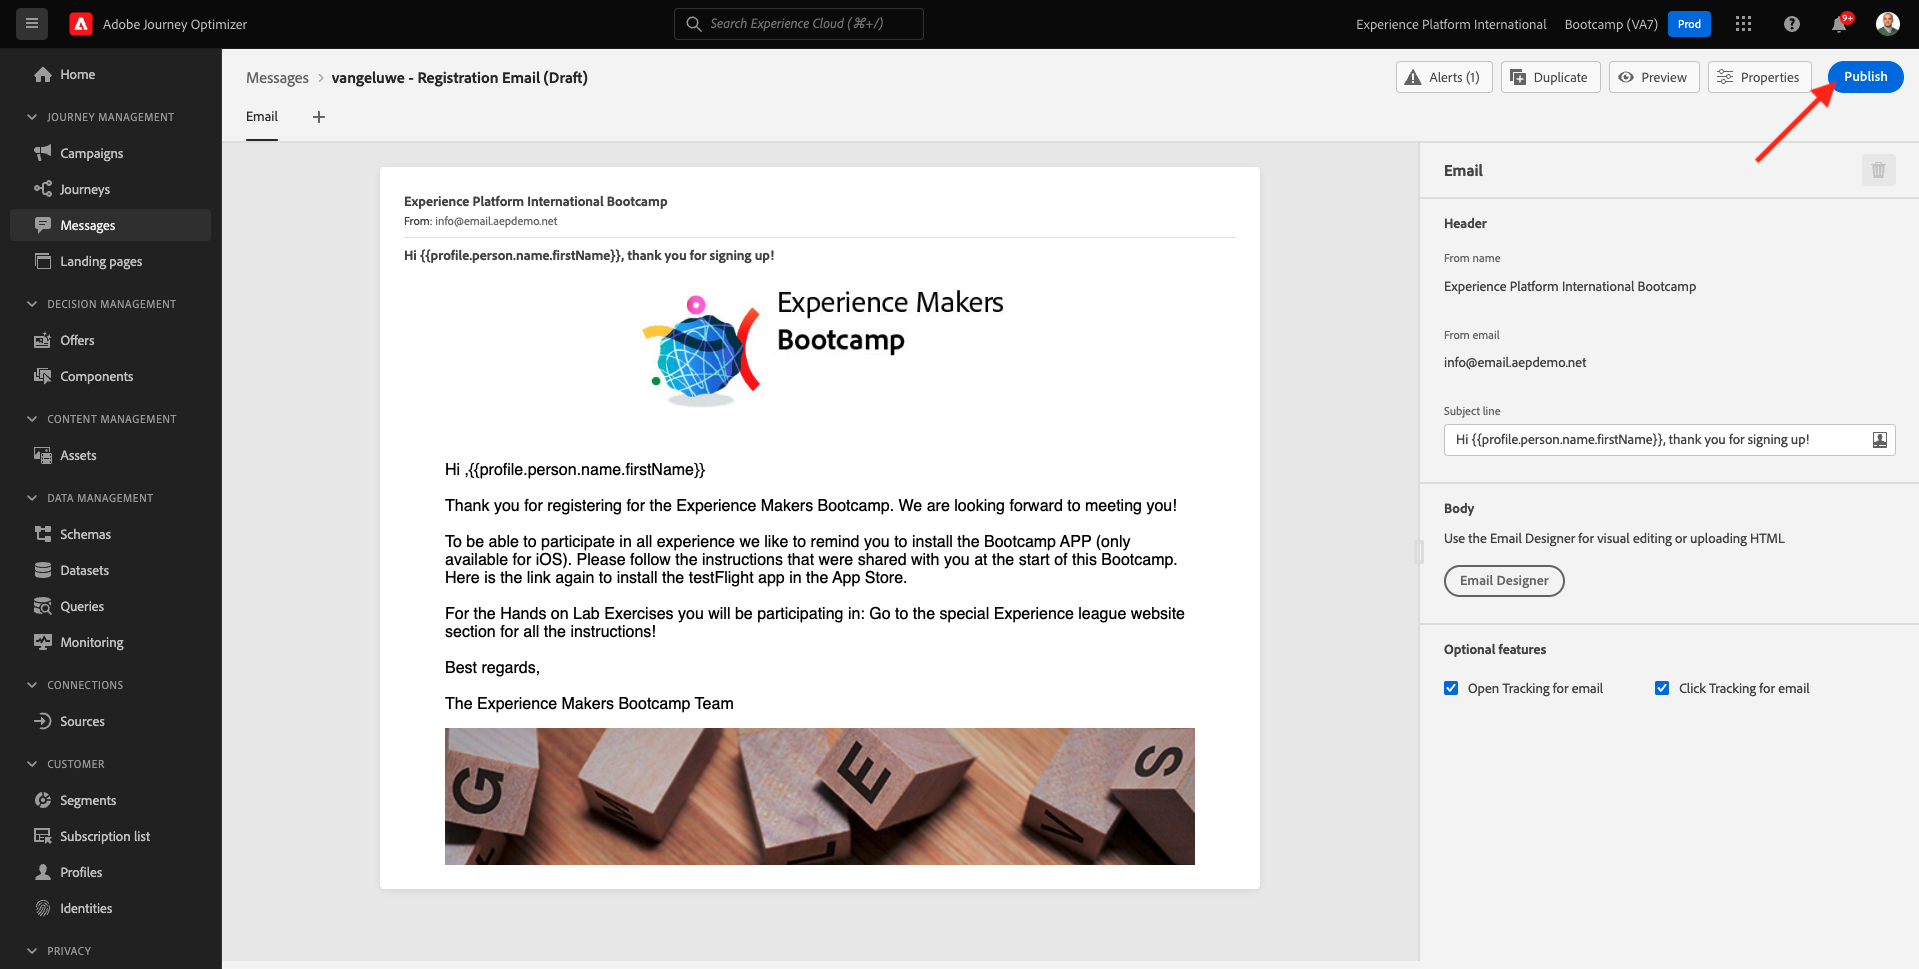 Adobe Journey Optimizer
Search Experience Cloud (⌘+/)
Experience Platform International
Bootcamp (VA7)
Prod
9+
Home
JOURNEY MANAGEMENT
Campaigns
Journeys
Messages
Landing pages
DECISION MANAGEMENT
Offers
Components
CONTENT MANAGEMENT
Assets
DATA MANAGEMENT
Schemas
Datasets
Queries
Monitoring
CONNECTIONS
Sources
CUSTOMER
Segments
Subscription list
Profiles
Identities
PRIVACY
Messages > vangeluwe - Registration Email (Draft)
Alerts (1)
Duplicate
Preview
Properties
Publish
Email
Experience Platform International Bootcamp
From: info@email.aepdemo.net
Hi {{profile.person.name.firstName}}, thank you for signing up!
Experience Makers
Bootcamp
Hi ,{{profile.person.name.firstName}}
Thank you for registering for the Experience Makers Bootcamp. We are looking forward to meeting you!
To be able to participate in all experience we like to remind you to install the Bootcamp APP (only
available for iOS). Please follow the instructions that were shared with you at the start of this Bootcamp.
Here is the link again to install the testFlight app in the App Store.
For the Hands on Lab Exercises you will be participating in: Go to the special Experience league website
section for all the instructions!
Best regards,
The Experience Makers Bootcamp Team
G
E
L
V
S
Email
Header
From name
Experience Platform International Bootcamp
From email
info@email.aepdemo.net
Subject line
Hi {{profile.person.name.firstName}}, thank you for signing up!
Body
Use the Email Designer for visual editing or uploading HTML
Email Designer
Optional features
Open Tracking for email
Click Tracking for email